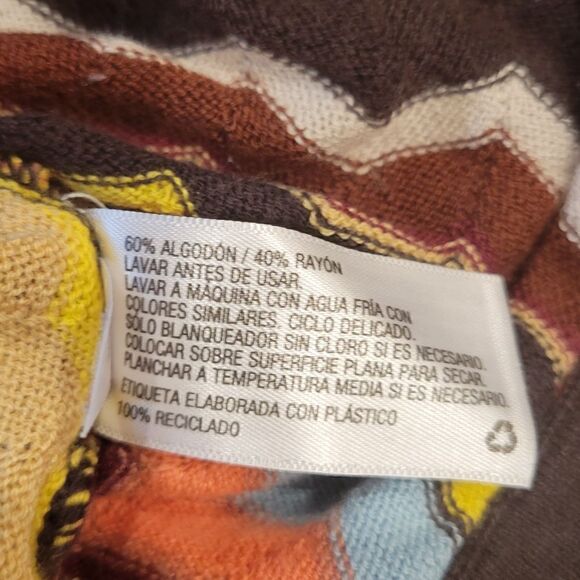 60% ALGODÓN / 40% RAYÓN
LAVAR ANTES DE USAR.
LAVAR A MÁQUINA CON AGUA FRÍA CON
COLORES SIMILARES. CICLO DELICADO.
SÓLO BLANQUEADOR SIN CLORO SI ES NECESARIO.
COLOCAR SOBRE SUPERFICIE PLANA PARA SECAR.
PLANCHAR A TEMPERATURA MEDIA SI ES NECESARIO.
ETIQUETA ELABORADA CON PLÁSTICO
100% RECICLADO